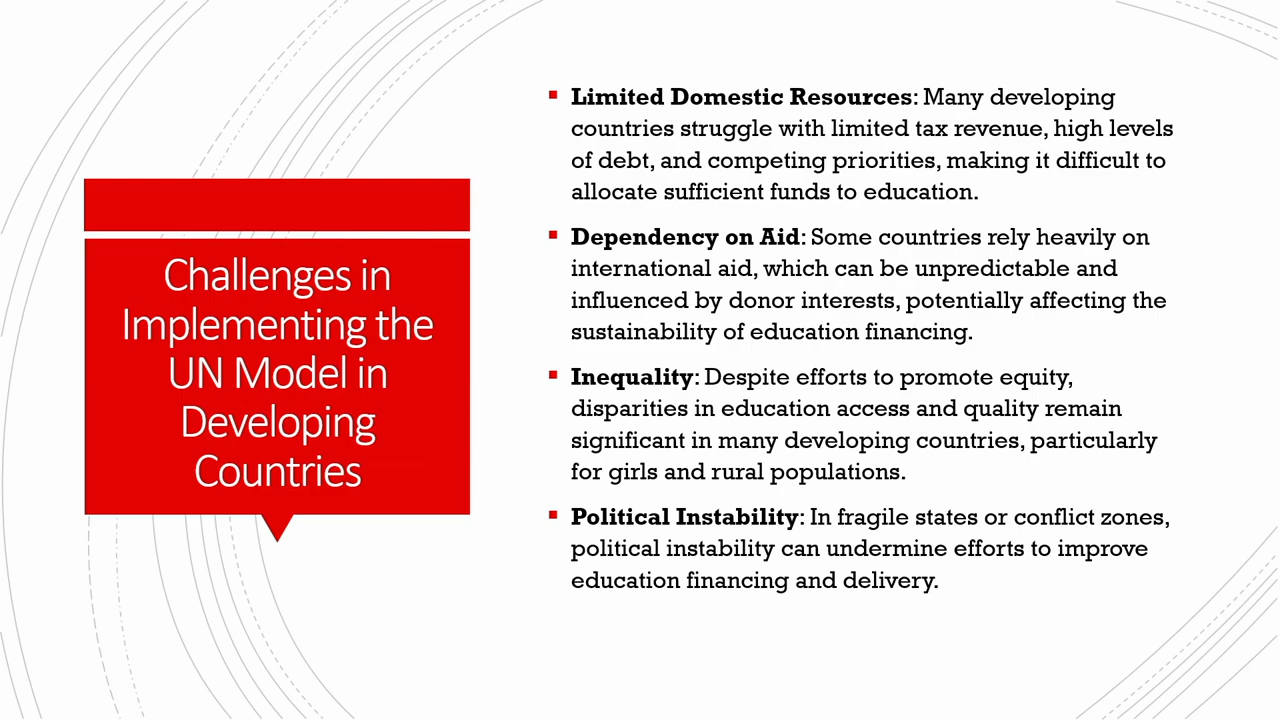 Challenges in
Implementing the
UN Model in
Developing
Countries
Limited Domestic Resources: Many developing
countries struggle with limited tax revenue, high levels
of debt, and competing priorities, making it difficult to
allocate sufficient funds to education.
Dependency on Aid: Some countries rely heavily on
international aid, which can be unpredictable and
influenced by donor interests, potentially affecting the
sustainability of education financing.
Inequality: Despite efforts to promote equity,
disparities in education access and quality remain
significant in many developing countries, particularly
for girls and rural populations.
Political Instability: In fragile states or conflict zones,
political instability can undermine efforts to improve
education financing and delivery.